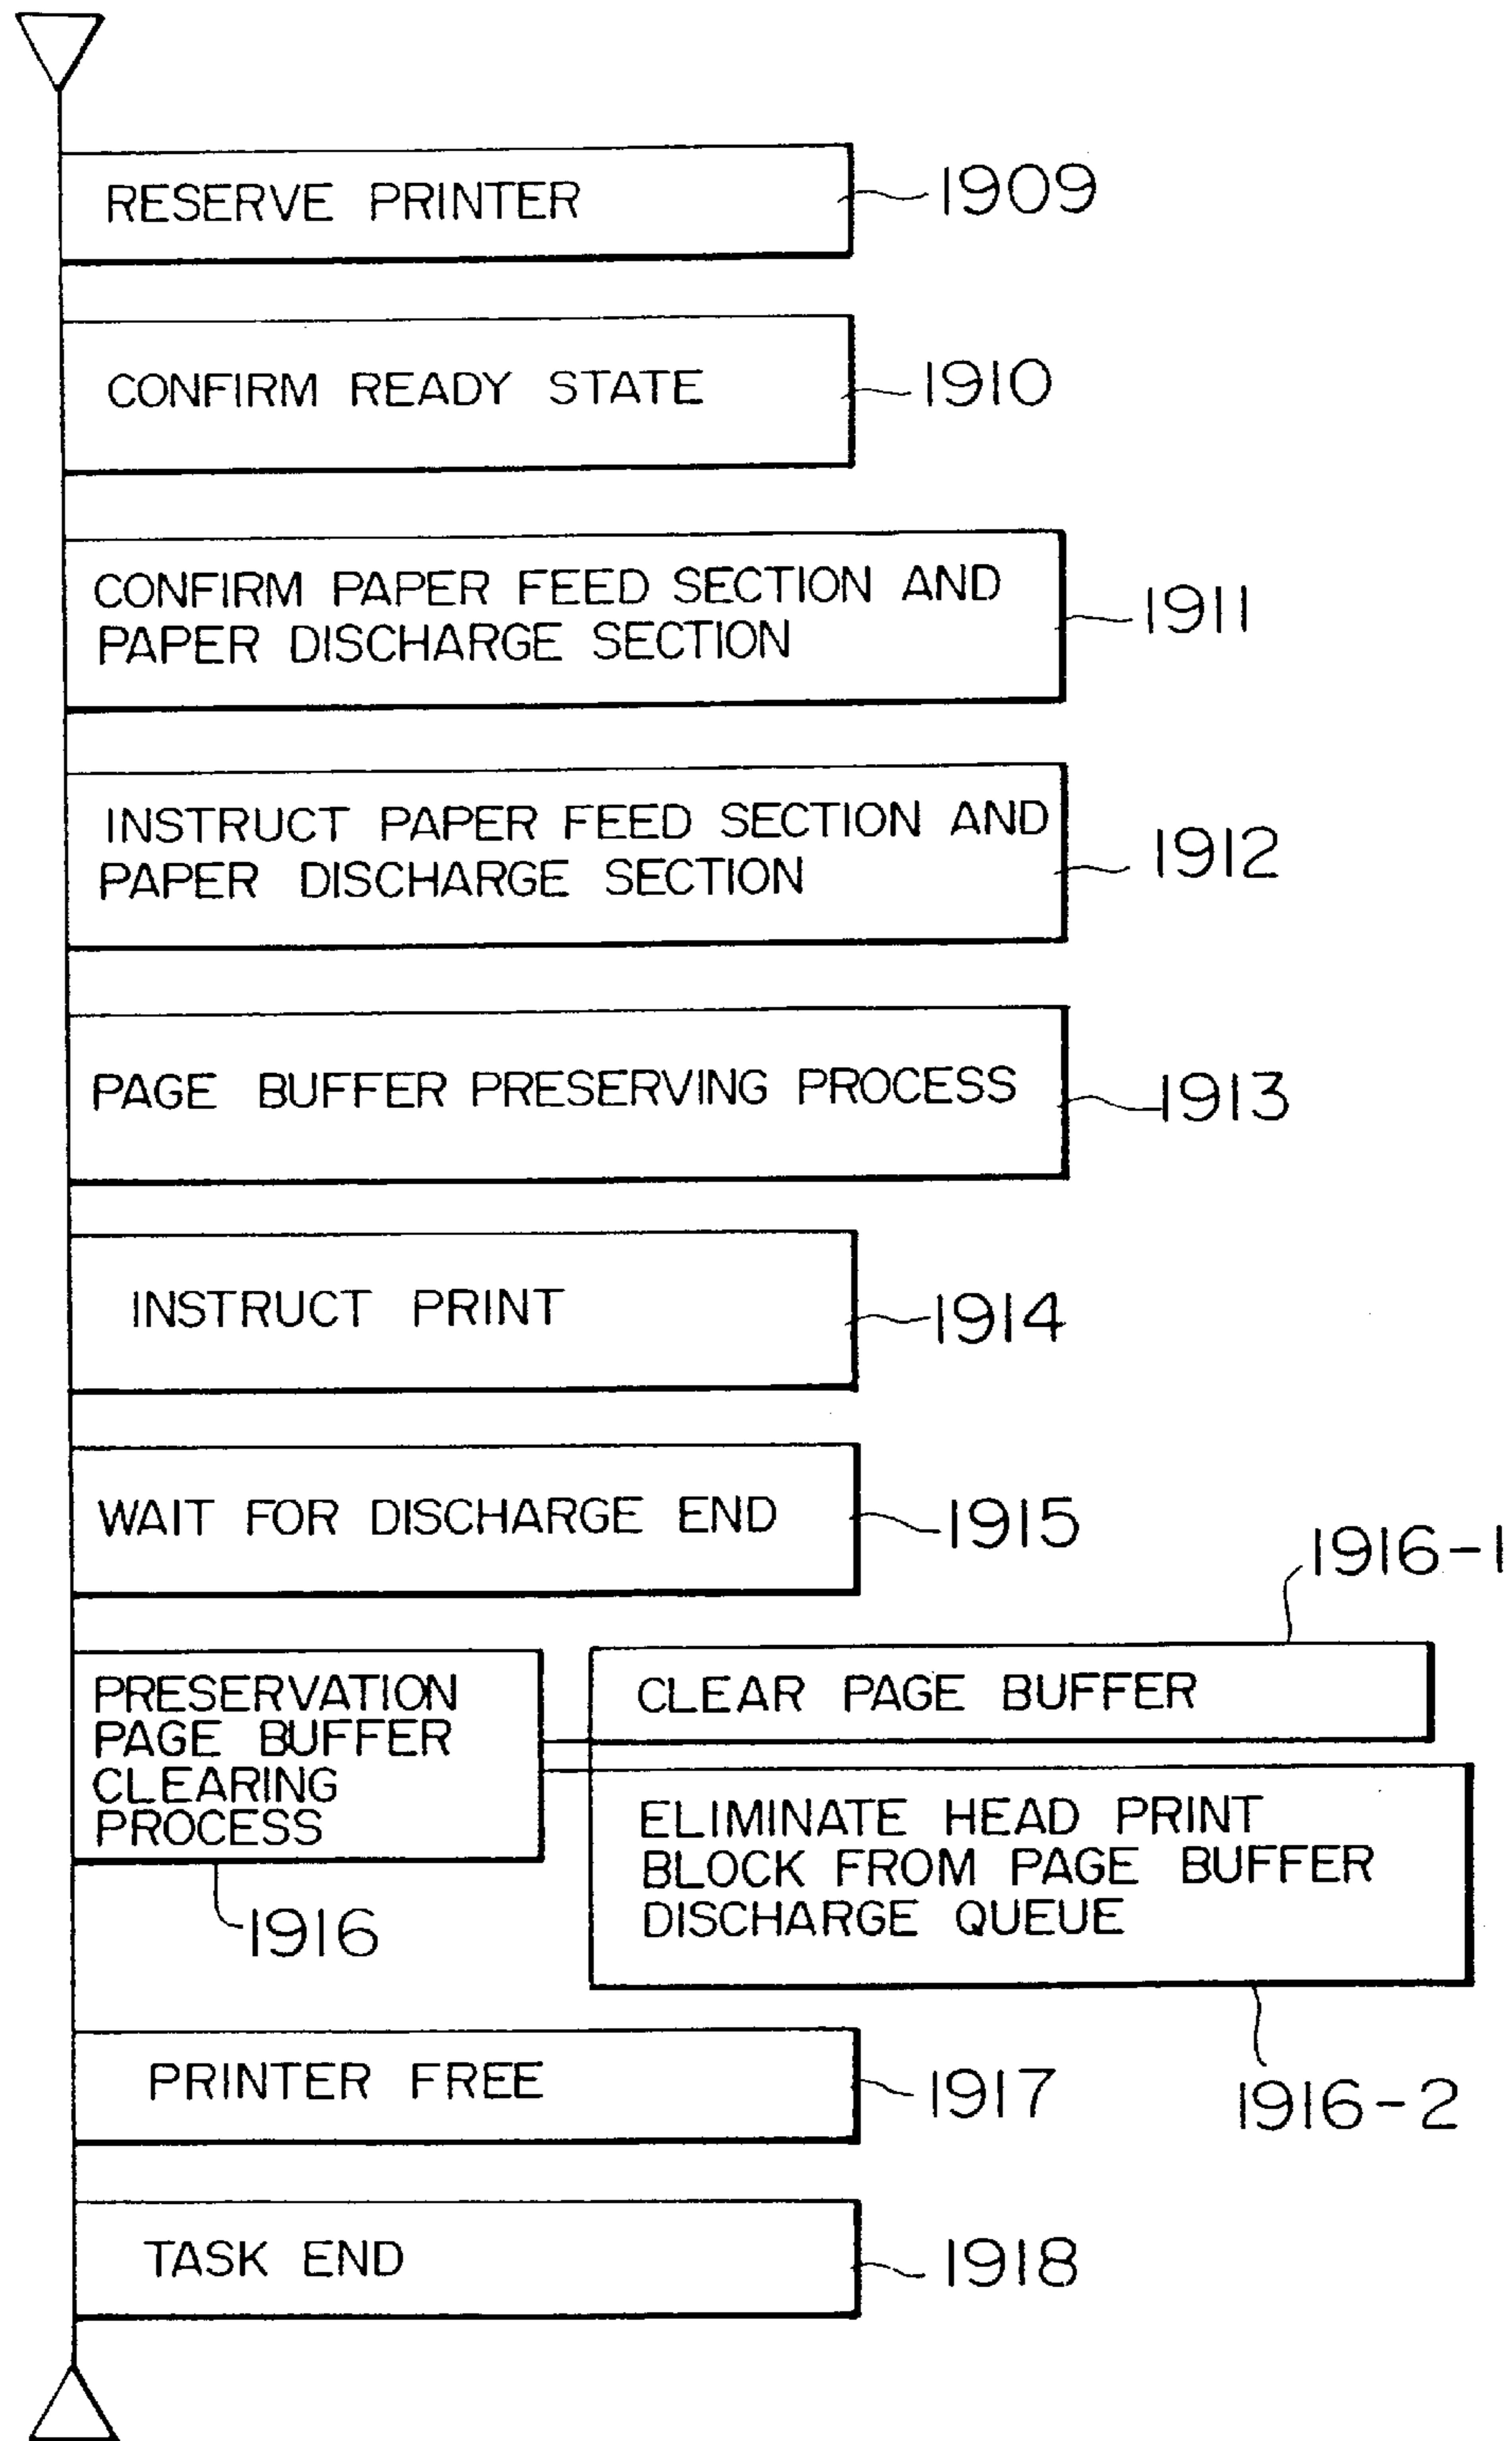 RESERVE PRINTER
1909
CONFIRM READY STATE
1910
CONFIRM PAPER FEED SECTION AND
PAPER DISCHARGE SECTION
1911
INSTRUCT PAPER FEED SECTION AND
PAPER DISCHARGE SECTION
1912
PAGE BUFFER PRESERVING PROCESS
1913
INSTRUCT PRINT
1914
WAIT FOR DISCHARGE END
1915
PRESERVATION
PAGE BUFFER
CLEARING
PROCESS
1916
CLEAR PAGE BUFFER
1916-1
ELIMINATE HEAD PRINT
BLOCK FROM PAGE BUFFER
DISCHARGE QUEUE
1916-2
PRINTER FREE
1917
TASK END
1918